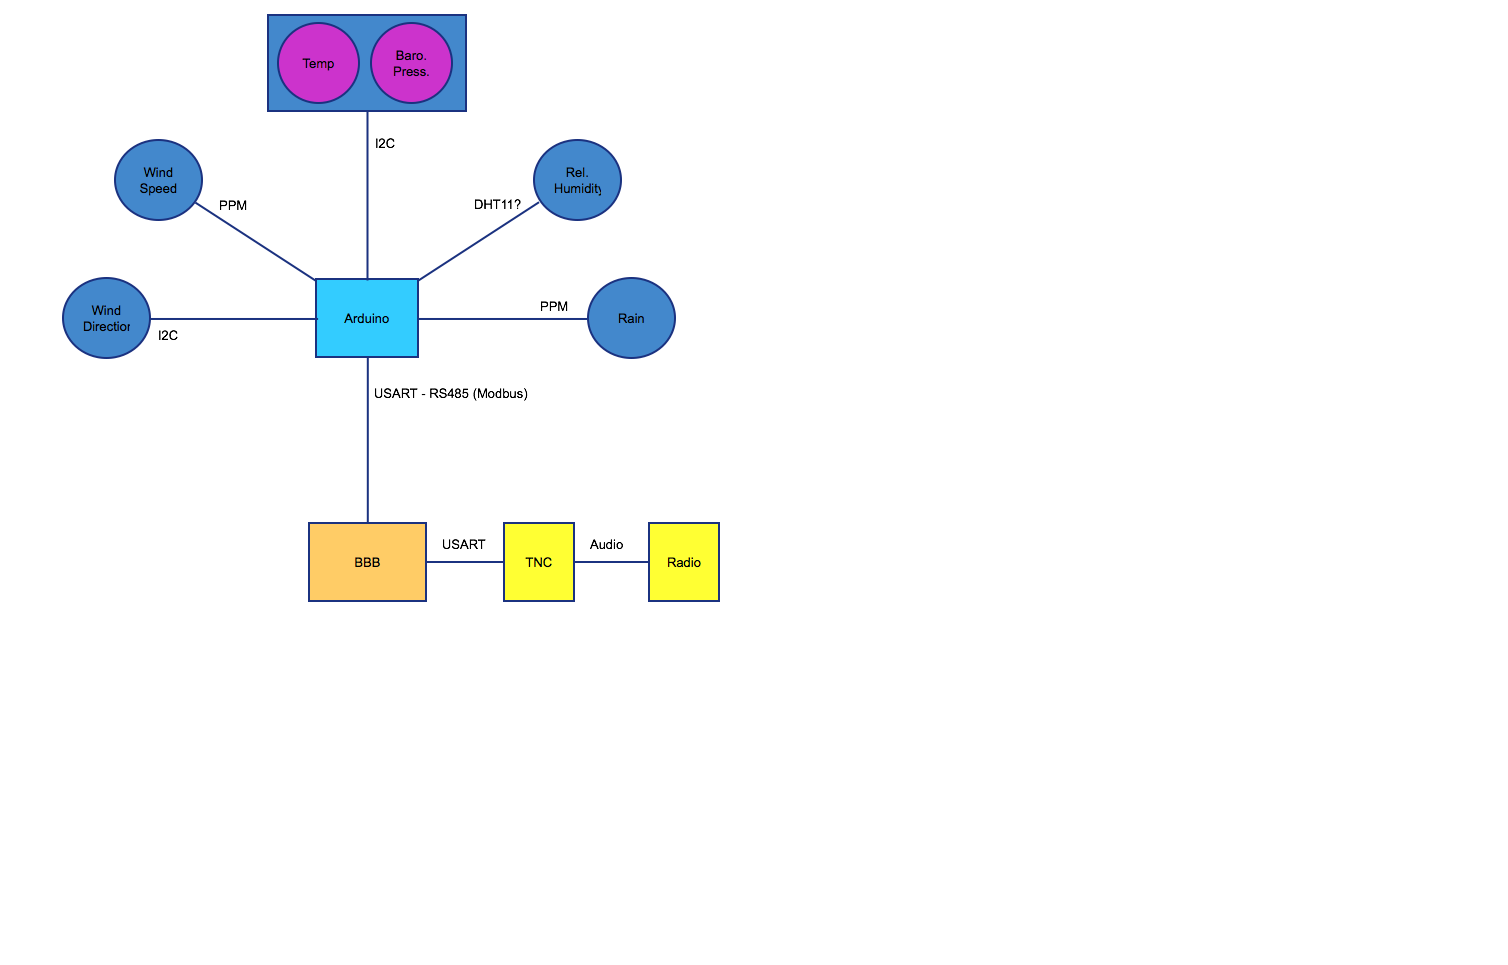 Temp
Baro.
Press.
I2C
Wind
Speed
PPM
Rel.
Humidity
DHT11?
Wind
Direction
I2C
Arduino
PPM
Rain
USART - RS485 (Modbus)
BBB
USART
TNC
Audio
Radio